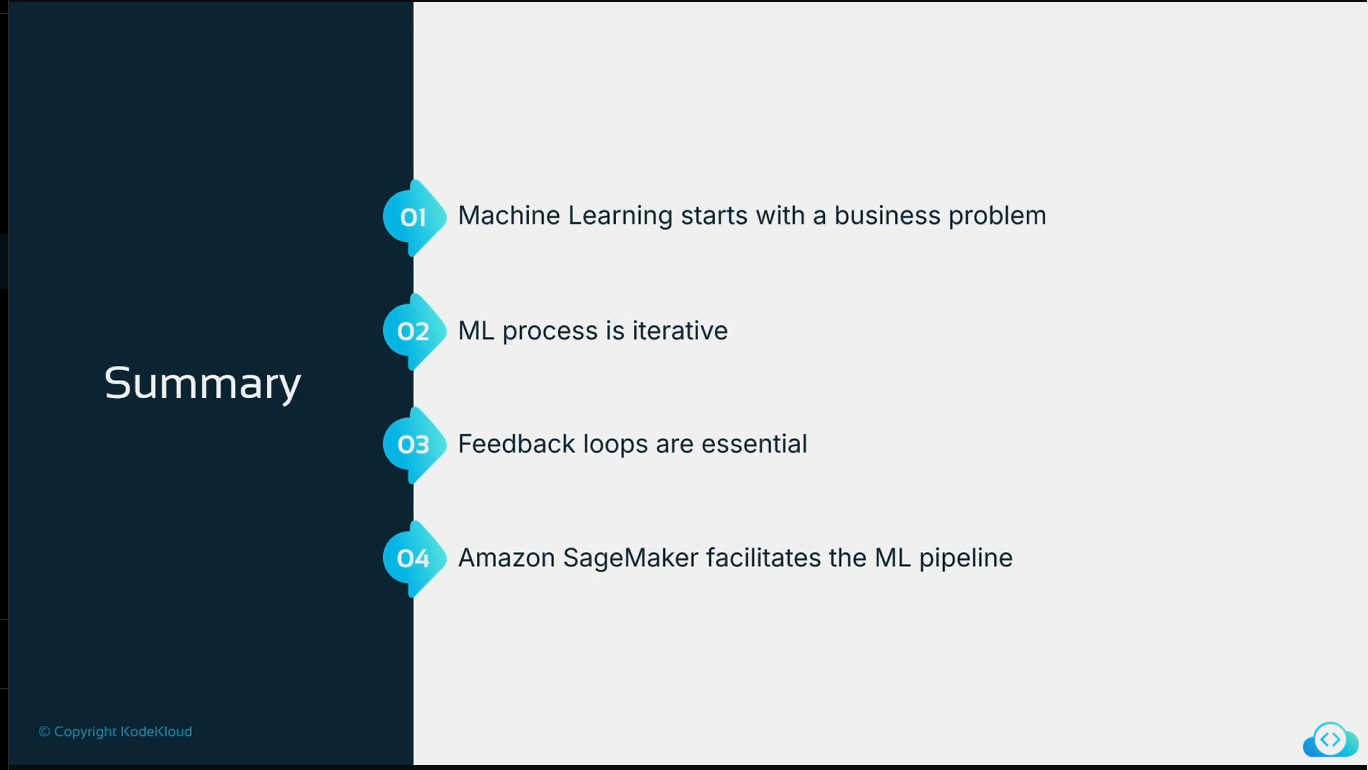 Summary
01 Machine Learning starts with a business problem
02 ML process is iterative
03 Feedback loops are essential
04 Amazon SageMaker facilitates the ML pipeline
© Copyright KodeKloud